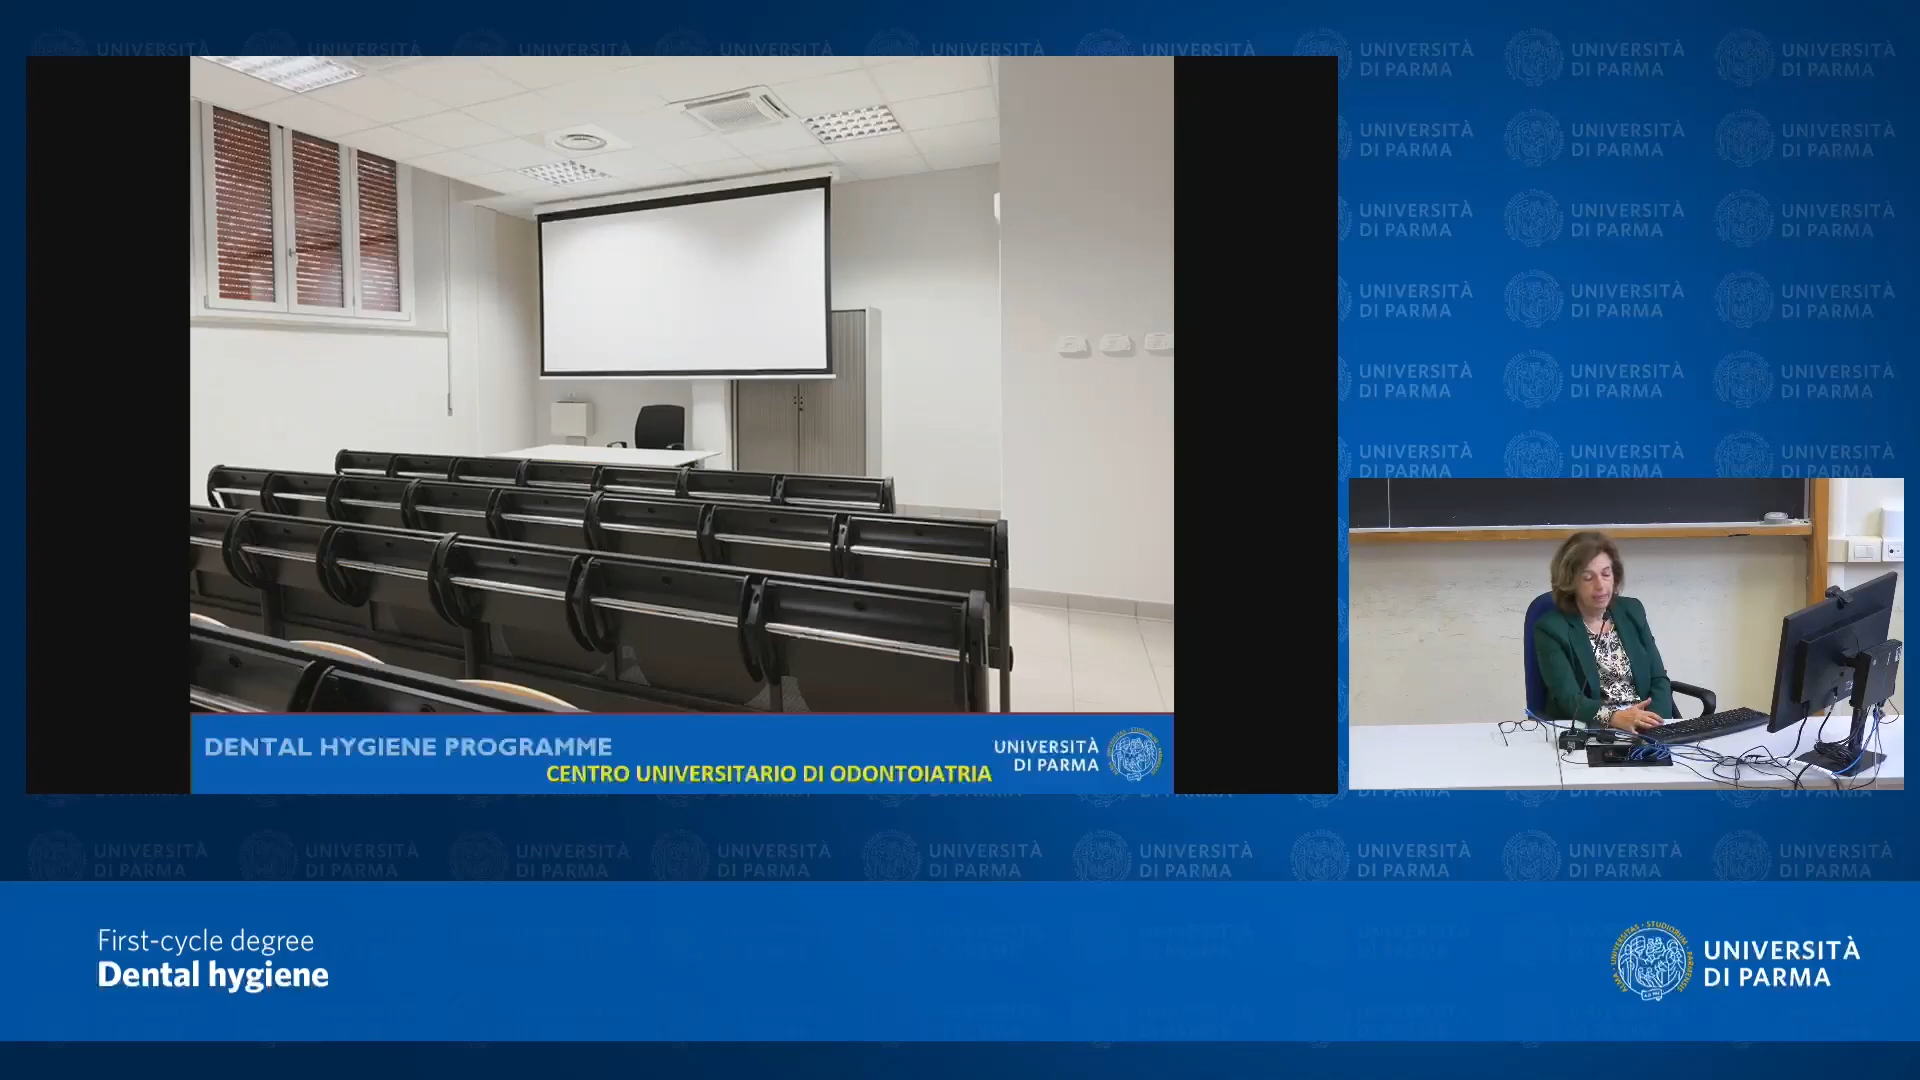 DENTAL HYGIENE PROGRAMME
CENTRO UNIVERSITARIO DI ODONTOIATRIA
UNIVERSITÀ
DI PARMA
First-cycle degree
Dental hygiene
UNIVERSITÀ
DI PARMA